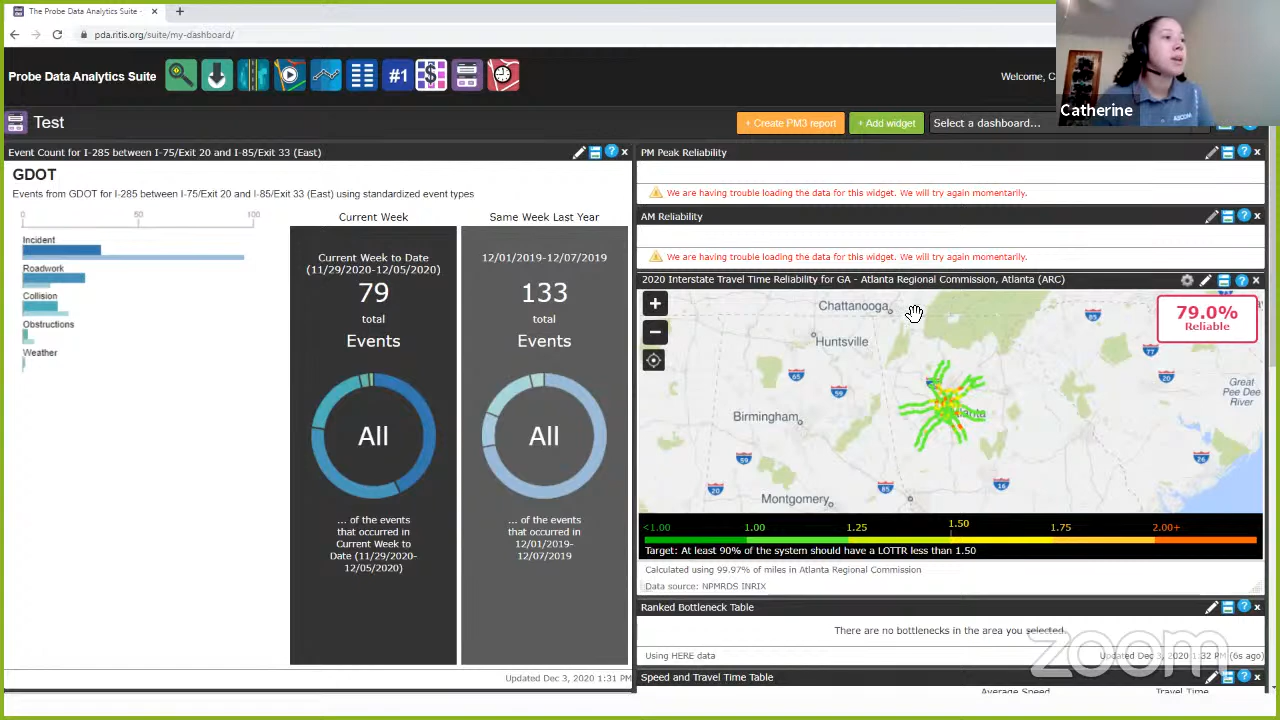 The Probe Data Analytics Suite -
pda.ritis.org/suite/my-dashboard/
Probe Data Analytics Suite
#1
Welcome, C
Catherine
Test
+ Create PM3 report
+ Add widget
Select a dashboard...
Event Count for I-285 between I-75/Exit 20 and I-85/Exit 33 (East)
GDOT
Events from GDOT for I-285 between I-75/Exit 20 and I-85/Exit 33 (East) using standardized event types
0 50 100
Incident
Roadwork
Collision
Obstructions
Weather
Current Week
Current Week to Date
(11/29/2020-12/05/2020)
79
total
Events
All
... of the events
that occurred in
Current Week to
Date (11/29/2020-
12/05/2020)
Same Week Last Year
12/01/2019-12/07/2019
133
total
Events
All
... of the events
that occurred in
12/01/2019-
12/07/2019
Updated Dec 3, 2020 1:31 PM
PM Peak Reliability
We are having trouble loading the data for this widget. We will try again momentarily.
AM Reliability
We are having trouble loading the data for this widget. We will try again momentarily.
2020 Interstate Travel Time Reliability for GA - Atlanta Regional Commission, Atlanta (ARC)
79.0%
Reliable
Chattanooga
Huntsville
Birmingham
Atlanta
Montgomery
Great
Pee Dee
River
85
77
20
65
59
59
26
20
85
16
<1.00 1.00 1.25 1.50 1.75 2.00+
Target: At least 90% of the system should have a LOTTR less than 1.50
Calculated using 99.97% of miles in Atlanta Regional Commission
Data source: NPMRDS INRIX
Ranked Bottleneck Table
There are no bottlenecks in the area you selected.
Using HERE data
Updated Dec 3, 2020 1:32 PM (6s ago)
zoom
Speed and Travel Time Table
Average Speed
Travel Time